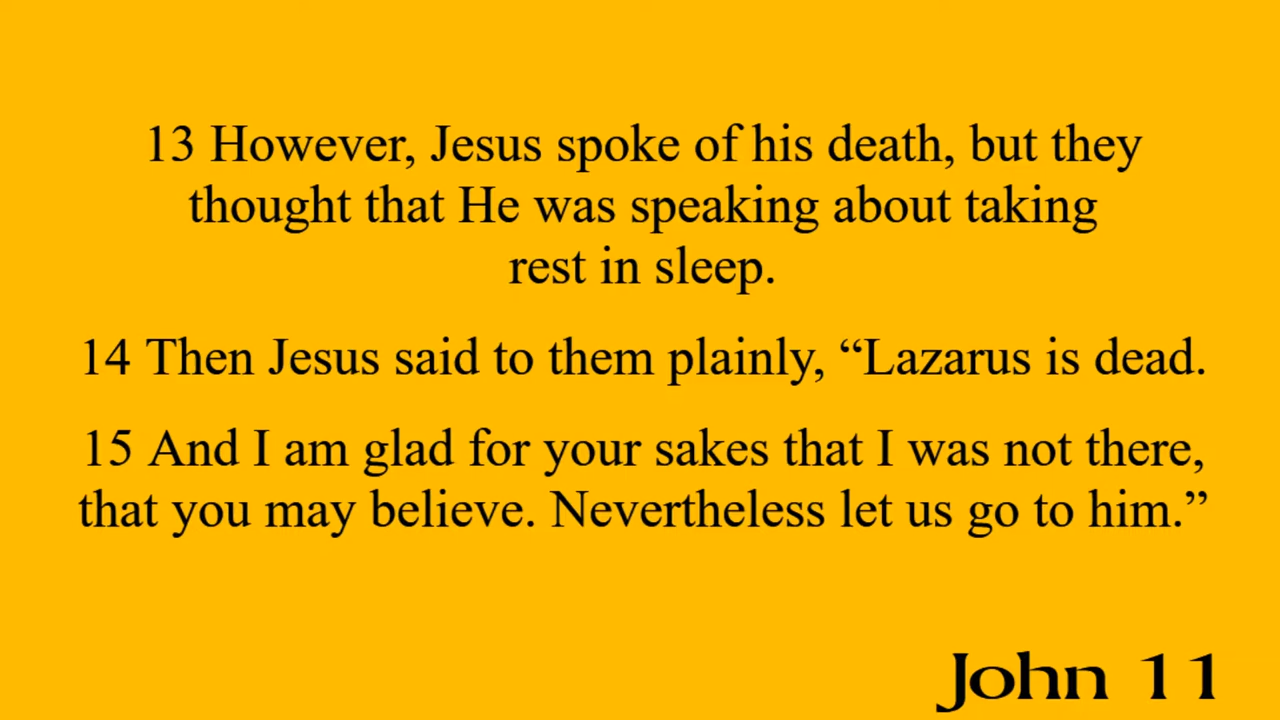 13 However, Jesus spoke of his death, but they
thought that He was speaking about taking
rest in sleep.
14 Then Jesus said to them plainly, “Lazarus is dead.
15 And I am glad for your sakes that I was not there,
that you may believe. Nevertheless let us go to him.”
John 11